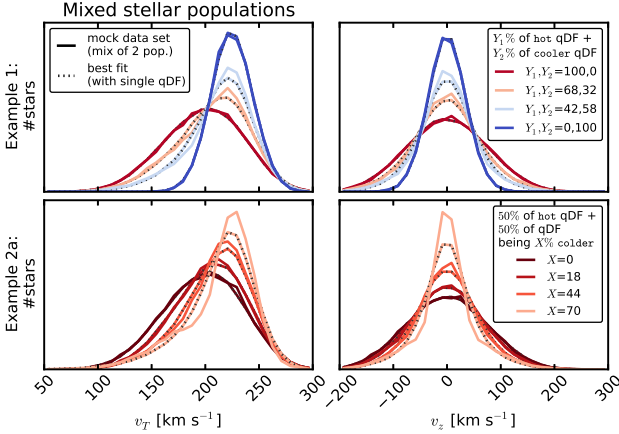 Mixed stellar populations
mock data set
(mix of 2 pop.)
best fit
(with single qDF)
Y₁% of hot qDF +
Y₂% of cooler qDF
Y₁,Y₂=100,0
Y₁,Y₂=68,32
Y₁,Y₂=42,58
Y₁,Y₂=0,100
Example 1:
#stars
50% of hot qDF +
50% of qDF
being X% colder
X=0
X=18
X=44
X=70
Example 2a:
#stars
50 100 150 200 250 300
v_T [km s⁻¹]
−200 −100 0 100 200 300
v_z [km s⁻¹]